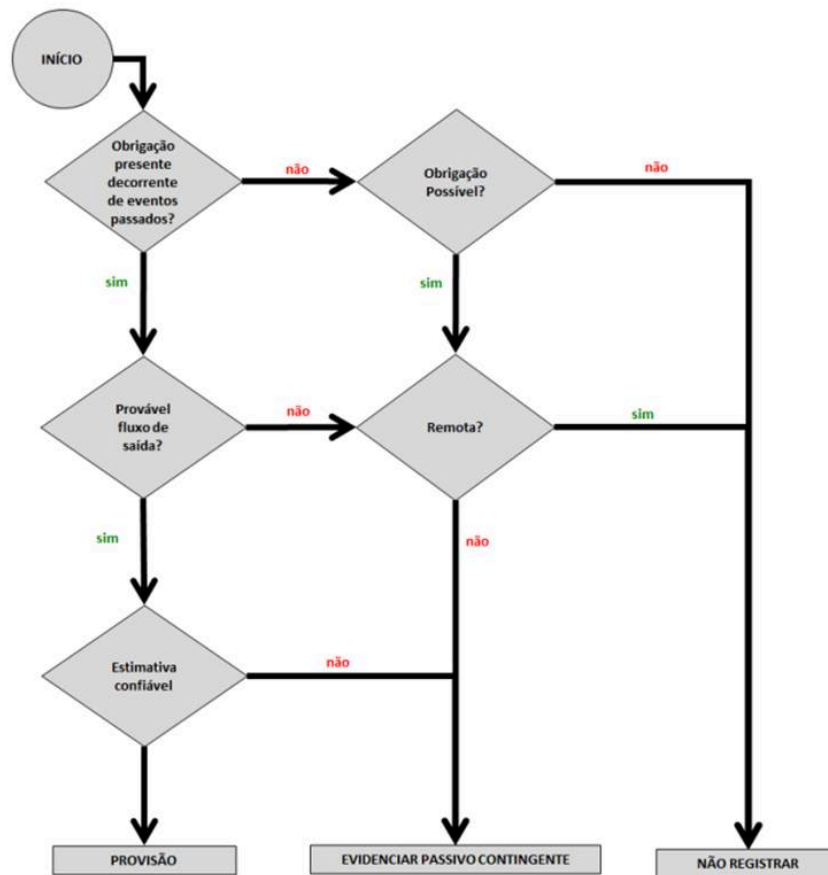 INÍCIO
Obrigação
presente
decorrente
de eventos
passados?
não
Obrigação
Possível?
não
sim
sim
Provável
fluxo de
saída?
não
Remota?
sim
sim
não
Estimativa
confiável
não
PROVISÃO
EVIDENCIAR PASSIVO CONTINGENTE
NÃO REGISTRAR